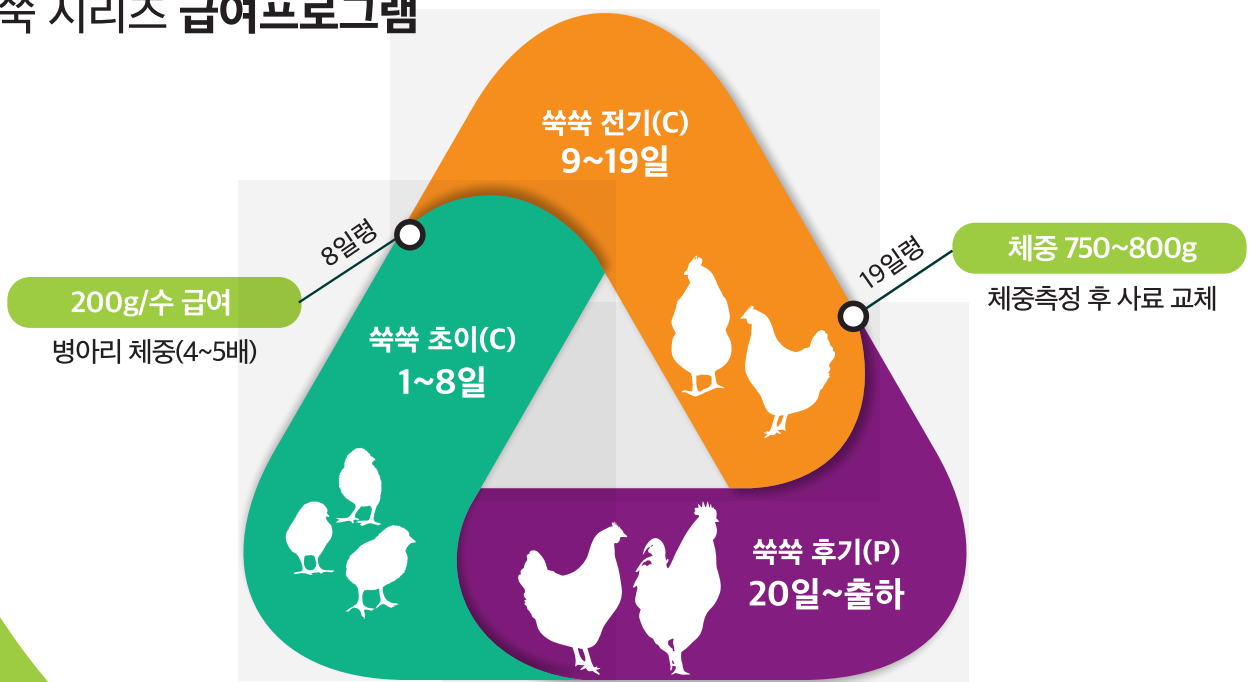 쑥 시리즈 급여프로그램
쑥쑥 전기(C)
9~19일
8일령
200g/수 급여
병아리 체중(4~5배)
19일령
체중 750~800g
체중측정 후 사료 교체
쑥쑥 초이(C)
1~8일
쑥쑥 후기(P)
20일~출하